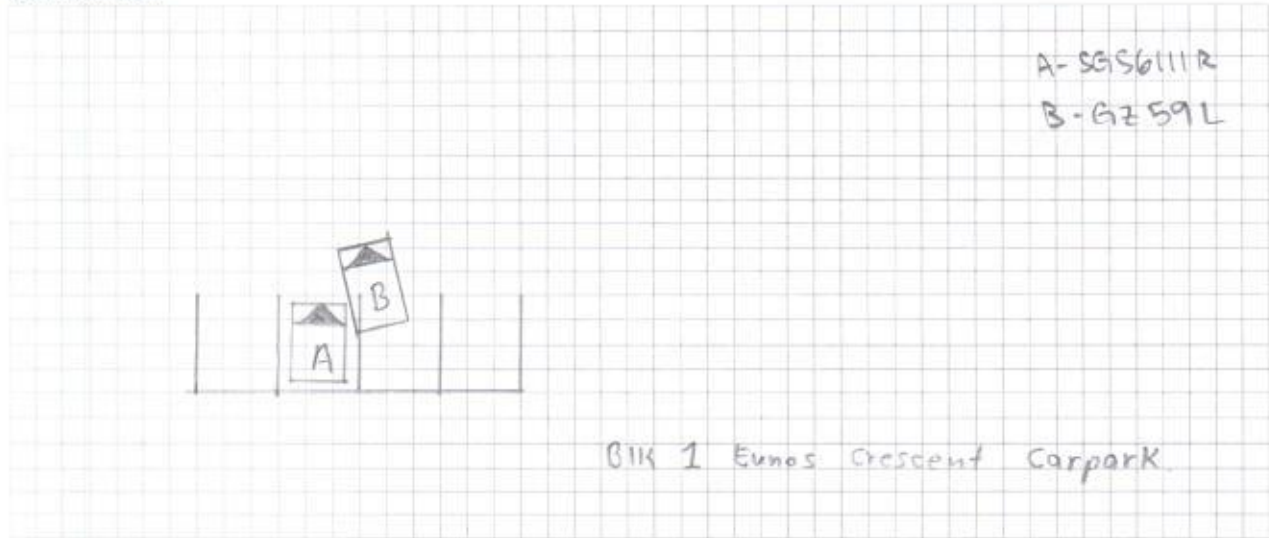 A - SGS6111R
B - GZ59L
B
A
Blk 1 Eunos Crescent Carpark